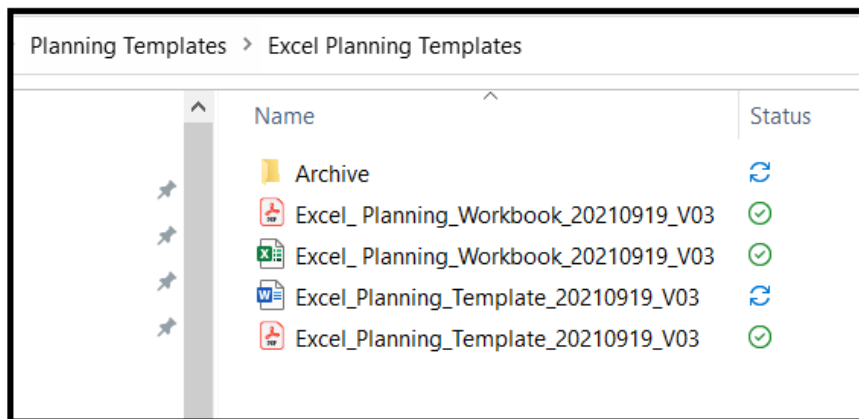 Planning Templates > Excel Planning Templates
Name Status
Archive
Excel_ Planning_Workbook_20210919_V03
Excel_ Planning_Workbook_20210919_V03
Excel_Planning_Template_20210919_V03
Excel_Planning_Template_20210919_V03